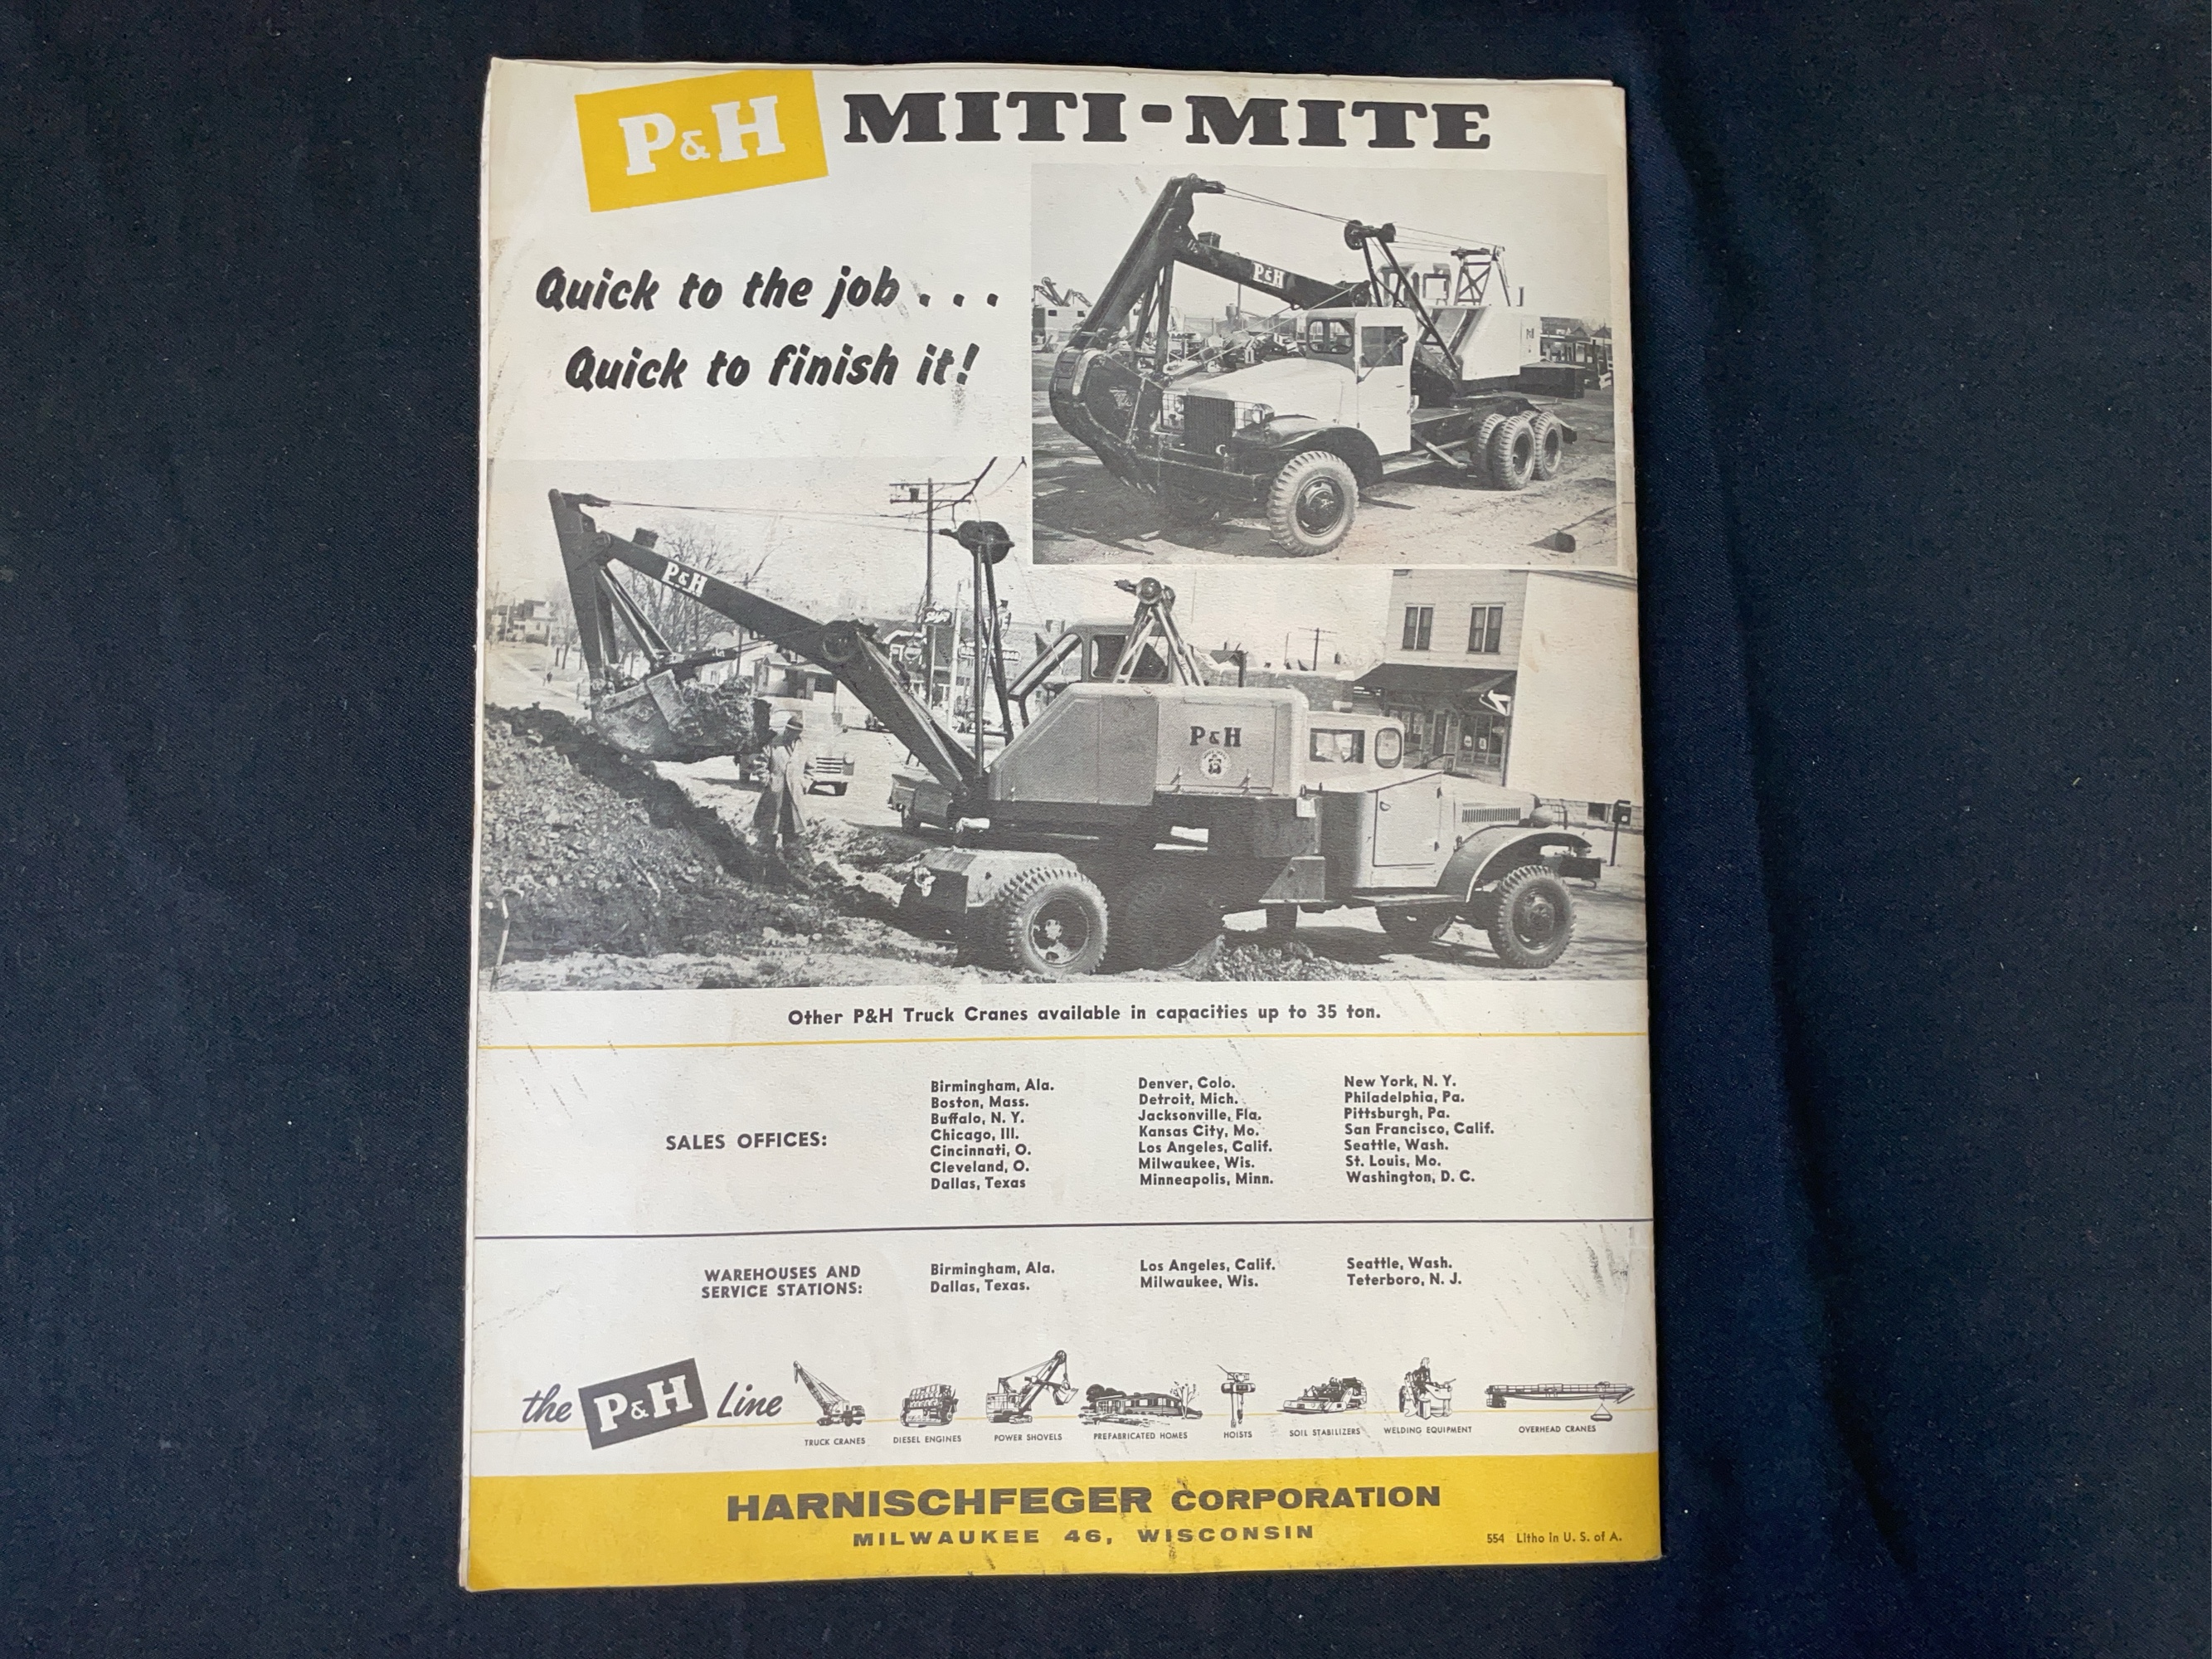 P&H MITI-MITE
Quick to the job . . .
Quick to finish it!
P&H
P&H
P&H
Other P&H Truck Cranes available in capacities up to 35 ton.
SALES OFFICES:
Birmingham, Ala.
Boston, Mass.
Buffalo, N. Y.
Chicago, Ill.
Cincinnati, O.
Cleveland, O.
Dallas, Texas
Denver, Colo.
Detroit, Mich.
Jacksonville, Fla.
Kansas City, Mo.
Los Angeles, Calif.
Milwaukee, Wis.
Minneapolis, Minn.
New York, N. Y.
Philadelphia, Pa.
Pittsburgh, Pa.
San Francisco, Calif.
Seattle, Wash.
St. Louis, Mo.
Washington, D. C.
WAREHOUSES AND
SERVICE STATIONS:
Birmingham, Ala.
Dallas, Texas.
Los Angeles, Calif.
Milwaukee, Wis.
Seattle, Wash.
Teterboro, N. J.
the P&H Line
TRUCK CRANES
DIESEL ENGINES
POWER SHOVELS
PREFABRICATED HOMES
HOISTS
SOIL STABILIZERS
WELDING EQUIPMENT
OVERHEAD CRANES
HARNISCHFEGER CORPORATION
MILWAUKEE 46, WISCONSIN
554 Litho in U. S. of A.